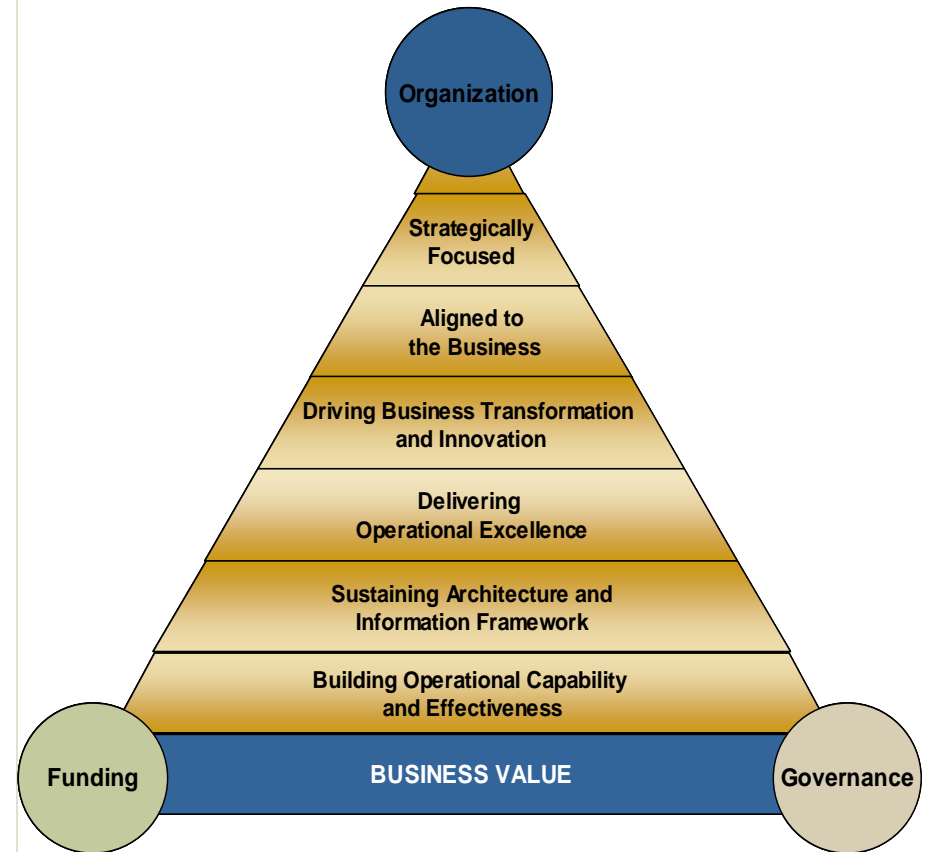 Organization
Strategically
Focused
Aligned to
the Business
Driving Business Transformation
and Innovation
Delivering
Operational Excellence
Sustaining Architecture and
Information Framework
Building Operational Capability
and Effectiveness
Funding
BUSINESS VALUE
Governance